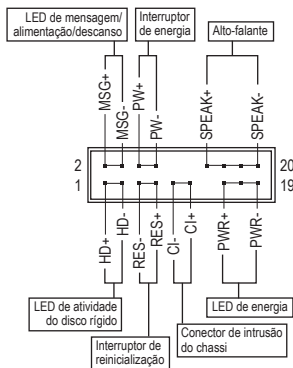 LED de mensagem/
alimentação/descanso
Interruptor
de energia
Alto-falante
MSG+
MSG-
PW+
PW-
SPEAK+
SPEAK-
2
20
1
19
HD+
HD-
RES-
RES+
CI-
CI+
PWR+
PWR-
LED de atividade
do disco rígido
LED de energia
Interruptor de
reinicialização
Conector de intrusão
do chassi